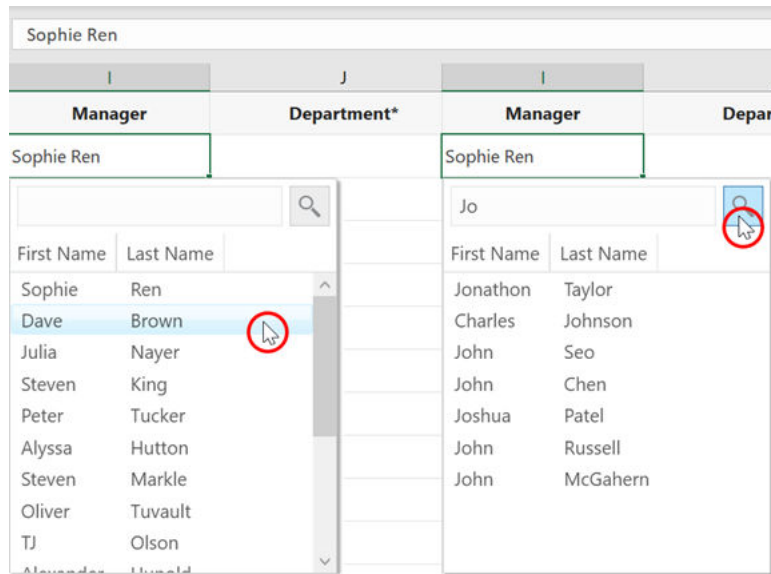 Sophie Ren
I J I
Manager Department* Manager
Sophie Ren Sophie Ren
First Name Last Name
Sophie Ren
Dave Brown
Julia Nayer
Steven King
Peter Tucker
Alyssa Hutton
Steven Markle
Oliver Tuvault
TJ Olson
Jo
First Name Last Name
Jonathon Taylor
Charles Johnson
John Seo
John Chen
Joshua Patel
John Russell
John McGahern